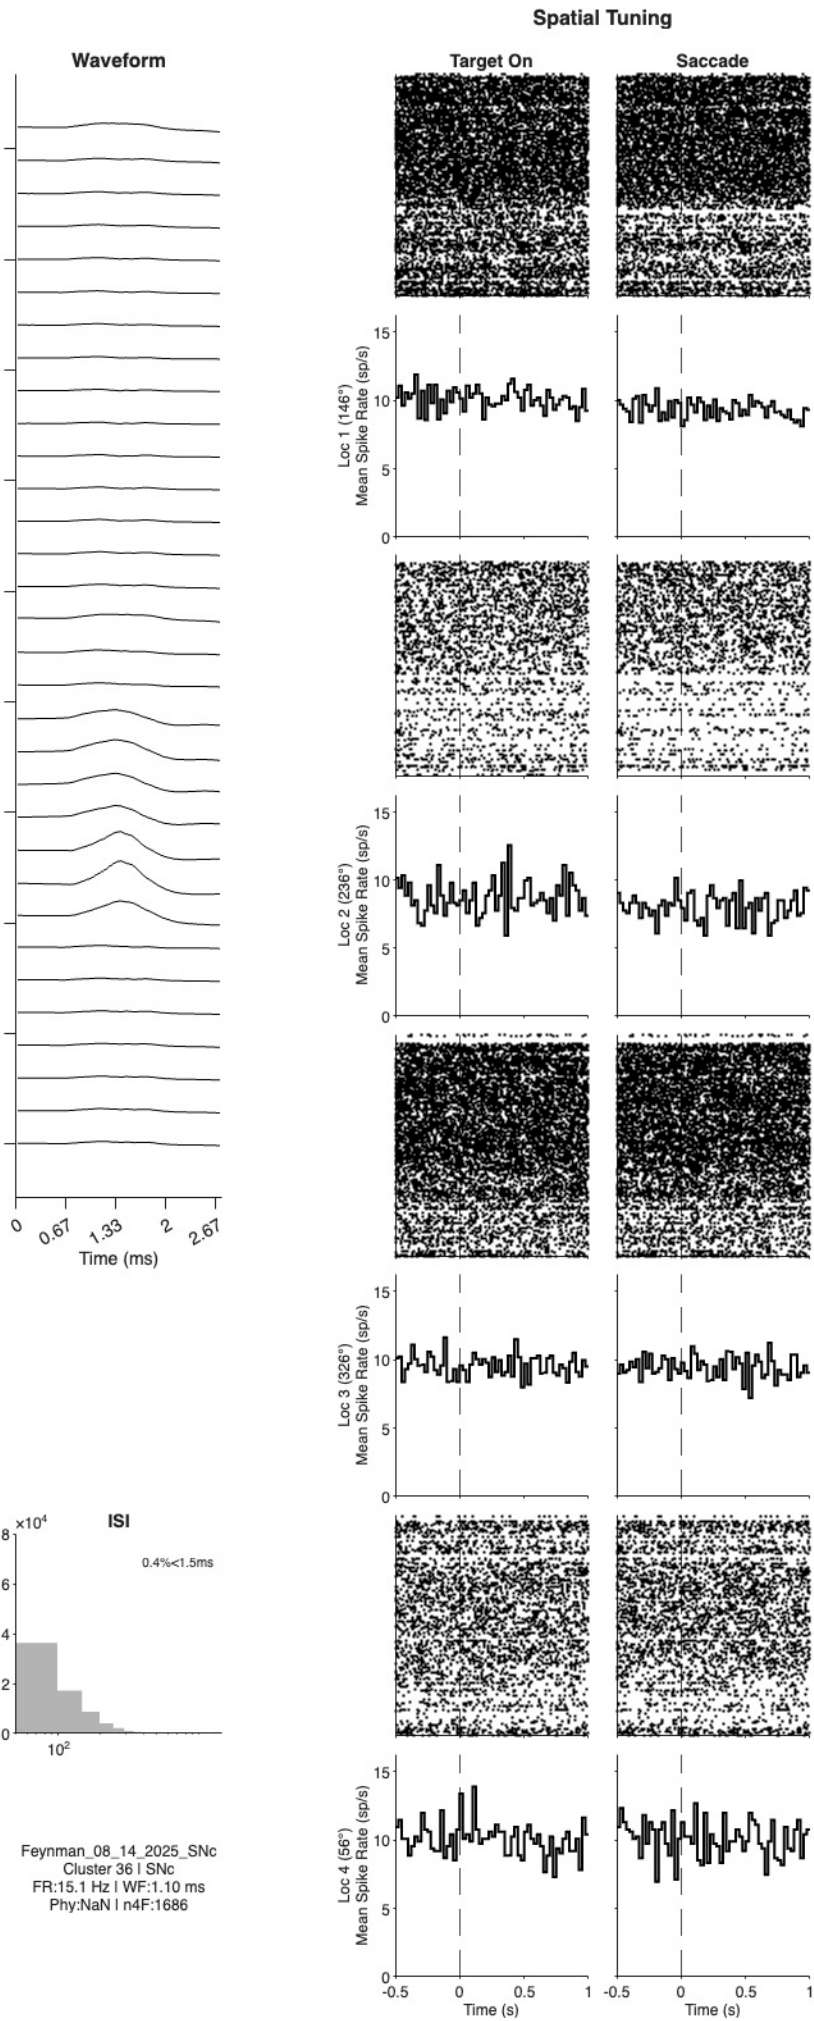 Spatial Tuning
Waveform
Target On
Saccade
15
10
5
0
Loc 1 (146°)
Mean Spike Rate (sp/s)
15
10
5
0
Loc 2 (236°)
Mean Spike Rate (sp/s)
0
0.67
1.33
2
2.67
Time (ms)
15
10
5
0
Loc 3 (326°)
Mean Spike Rate (sp/s)
×10⁴
ISI
8
6
4
2
0
0.4%<1.5ms
10²
15
10
5
0
Loc 4 (56°)
Mean Spike Rate (sp/s)
Feynman_08_14_2025_SNc
Cluster 36 | SNc
FR:15.1 Hz | WF:1.10 ms
Phy:NaN | n4F:1686
-0.5 0 0.5 1
Time (s)
-0.5 0 0.5 1
Time (s)